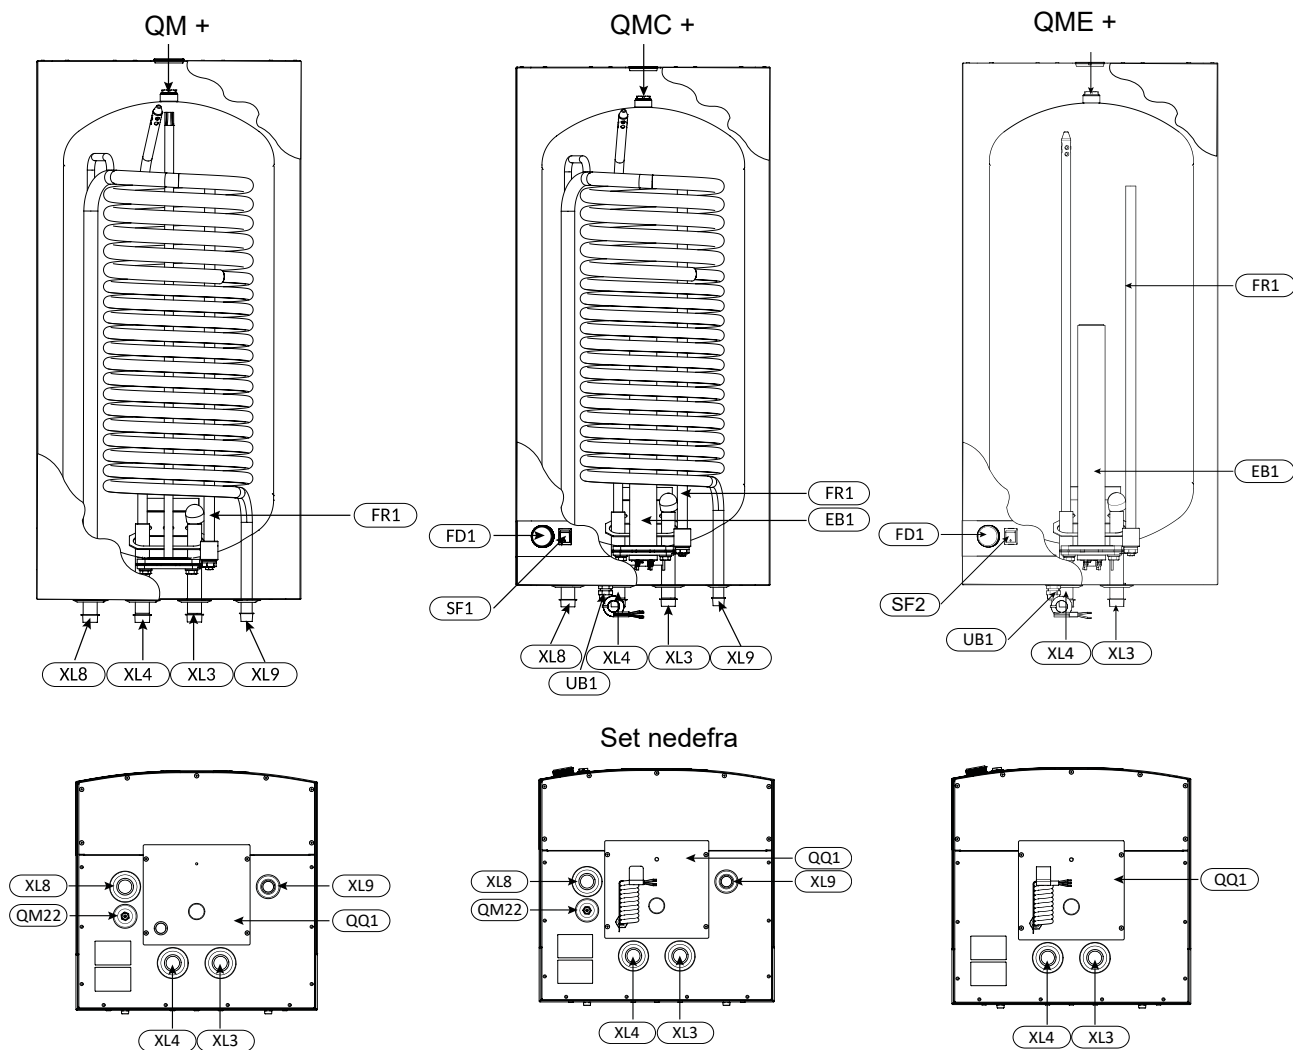 QM +
QMC +
QME +
FR1
XL8
XL4
XL3
XL9
FR1
EB1
FD1
SF1
XL8
XL4
XL3
XL9
UB1
FR1
EB1
FD1
SF2
UB1
XL4
XL3
Set nedefra
XL8
QM22
XL9
QQ1
XL4
XL3
XL8
QM22
QQ1
XL9
XL4
XL3
QQ1
XL4
XL3